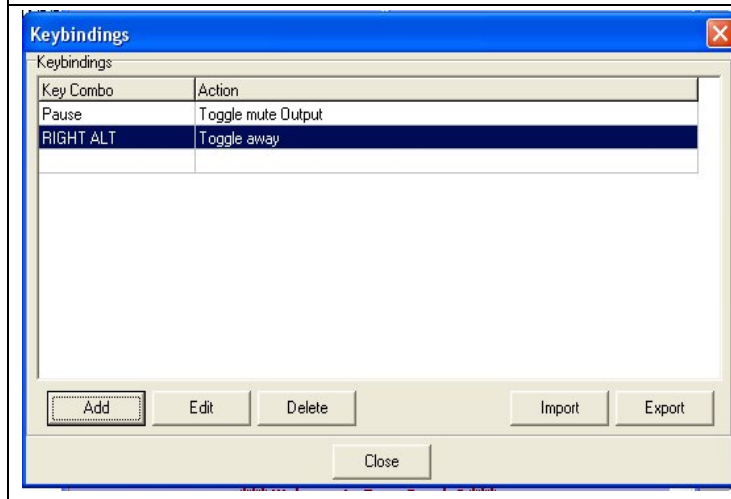 Keybindings
Keybindings
Key Combo Action
Pause Toggle mute Output
RIGHT ALT Toggle away
Add Edit Delete Import Export
Close